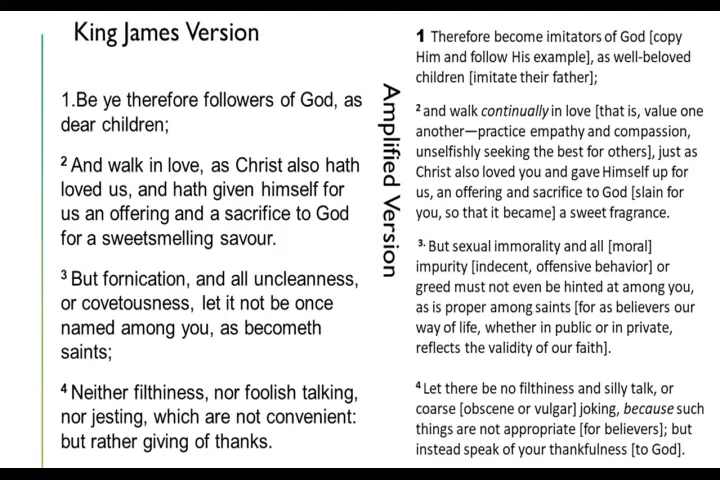 King James Version
1.Be ye therefore followers of God, as
dear children;
2 And walk in love, as Christ also hath
loved us, and hath given himself for
us an offering and a sacrifice to God
for a sweetsmelling savour.
3 But fornication, and all uncleanness,
or covetousness, let it not be once
named among you, as becometh
saints;
4 Neither filthiness, nor foolish talking,
nor jesting, which are not convenient:
but rather giving of thanks.
Amplified Version
1 Therefore become imitators of God [copy
Him and follow His example], as well-beloved
children [imitate their father];
2 and walk continually in love [that is, value one
another—practice empathy and compassion,
unselfishly seeking the best for others], just as
Christ also loved you and gave Himself up for
us, an offering and sacrifice to God [slain for
you, so that it became] a sweet fragrance.
3. But sexual immorality and all [moral]
impurity [indecent, offensive behavior] or
greed must not even be hinted at among you,
as is proper among saints [for as believers our
way of life, whether in public or in private,
reflects the validity of our faith].
4 Let there be no filthiness and silly talk, or
coarse [obscene or vulgar] joking, because such
things are not appropriate [for believers]; but
instead speak of your thankfulness [to God].